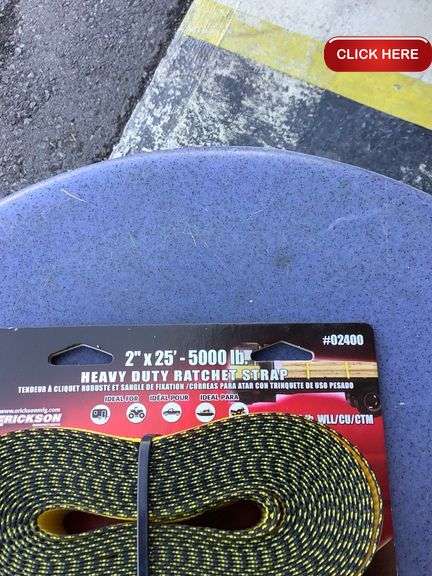 CLICK HERE
#02400
2" x 25' - 5000 lb.
HEAVY DUTY RATCHET STRAP
TENDEUR À CLIQUET ROBUSTE ET SANGLE DE FIXATION / CORREAS PARA ATAR CON TRINQUETE DE USO PESADO
IDEAL FOR IDÉAL POUR IDEAL PARA
www.ericksonmfg.com
ERICKSON
WLL/CU/CTM